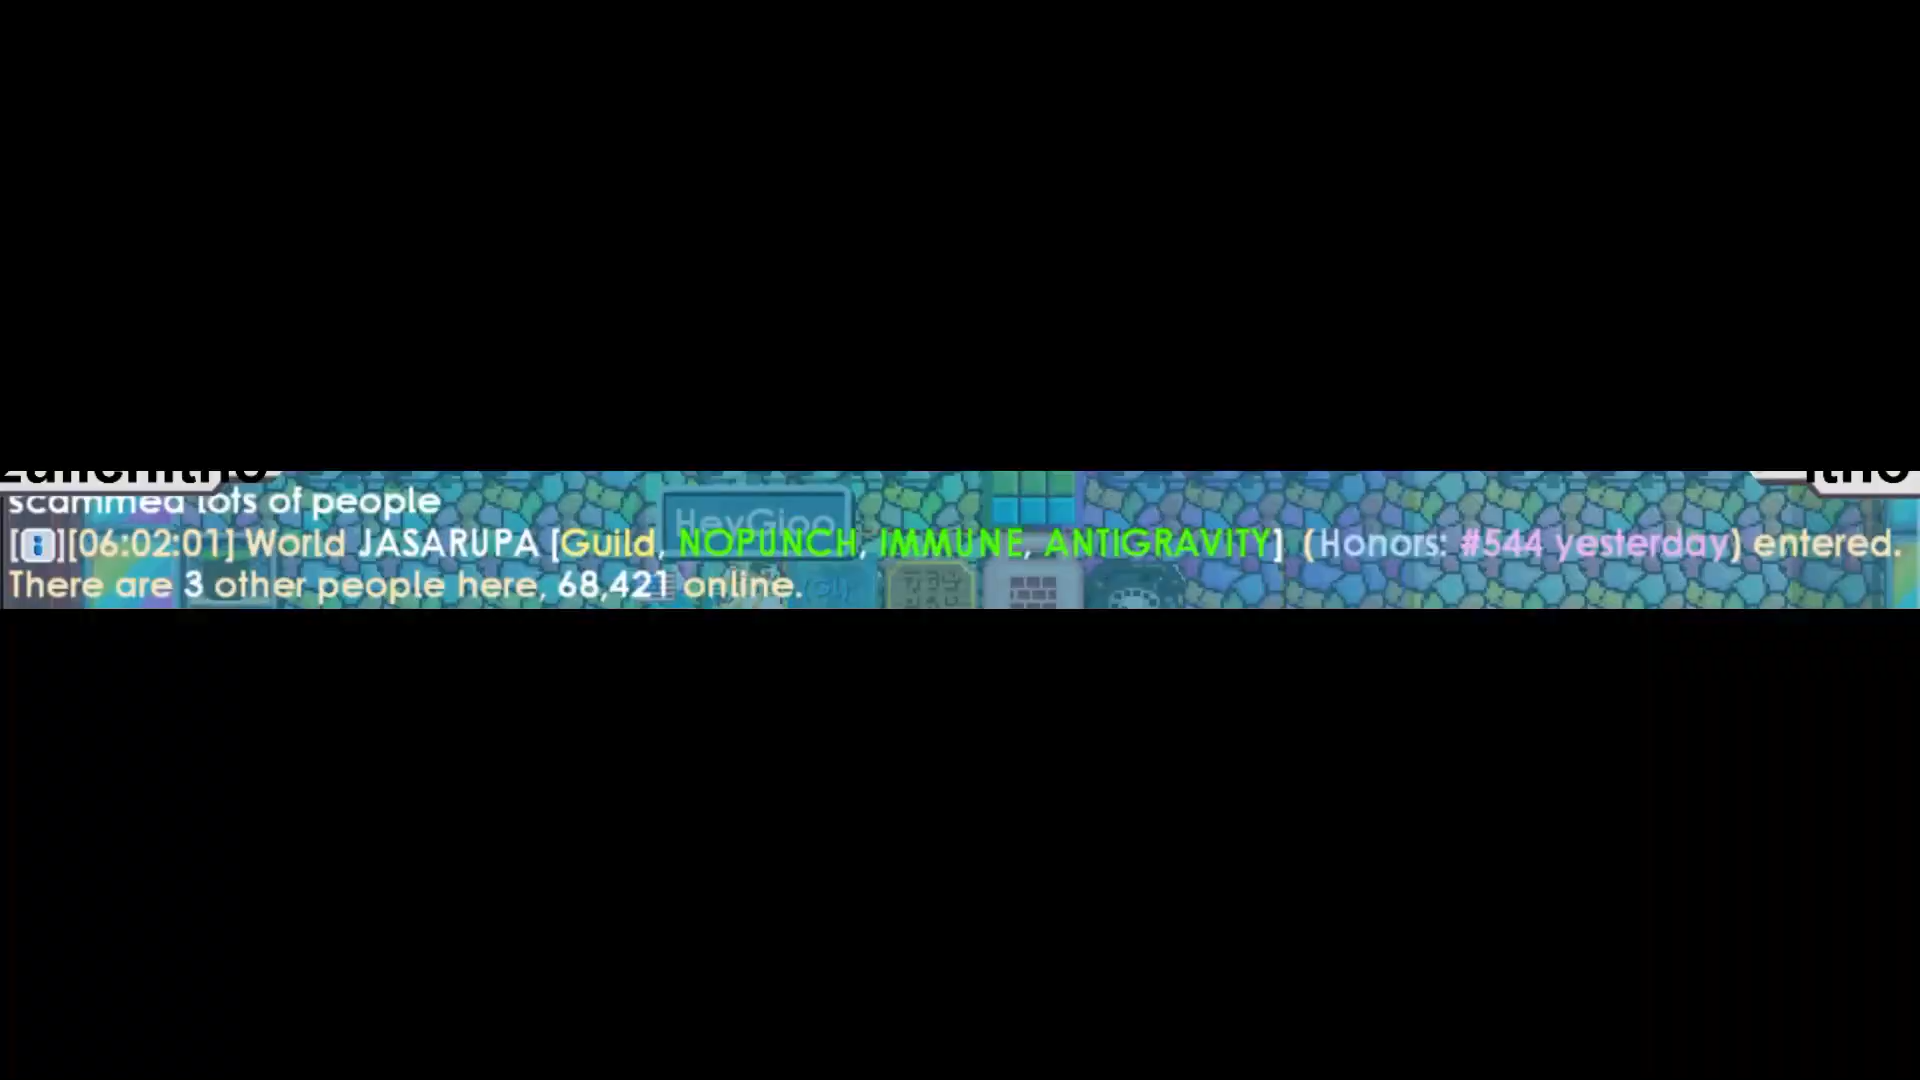 scammed lots of people
HeyGioo
[i][06:02:01] World JASARUPA [Guild, NOPUNCH, IMMUNE, ANTIGRAVITY] (Honors: #544 yesterday) entered.
There are 3 other people here, 68,421 online.